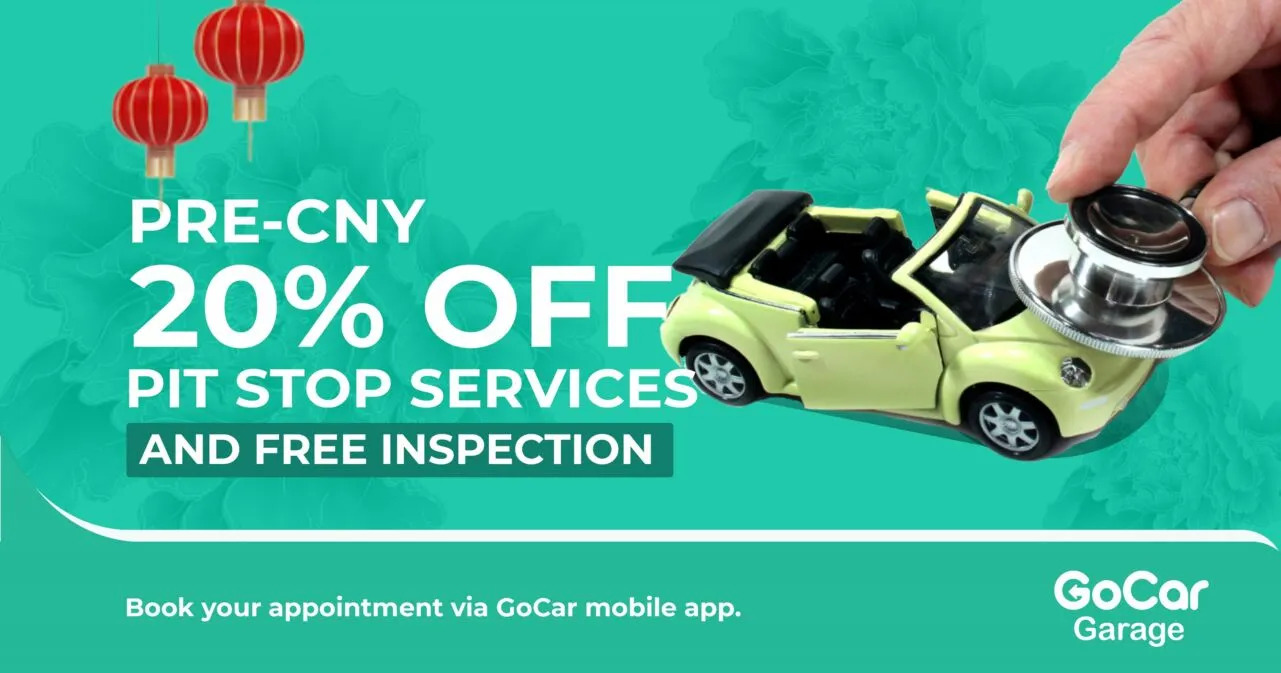 PRE-CNY
20% OFF
PIT STOP SERVICES
AND FREE INSPECTION
Book your appointment via GoCar mobile app.
GoCar
Garage